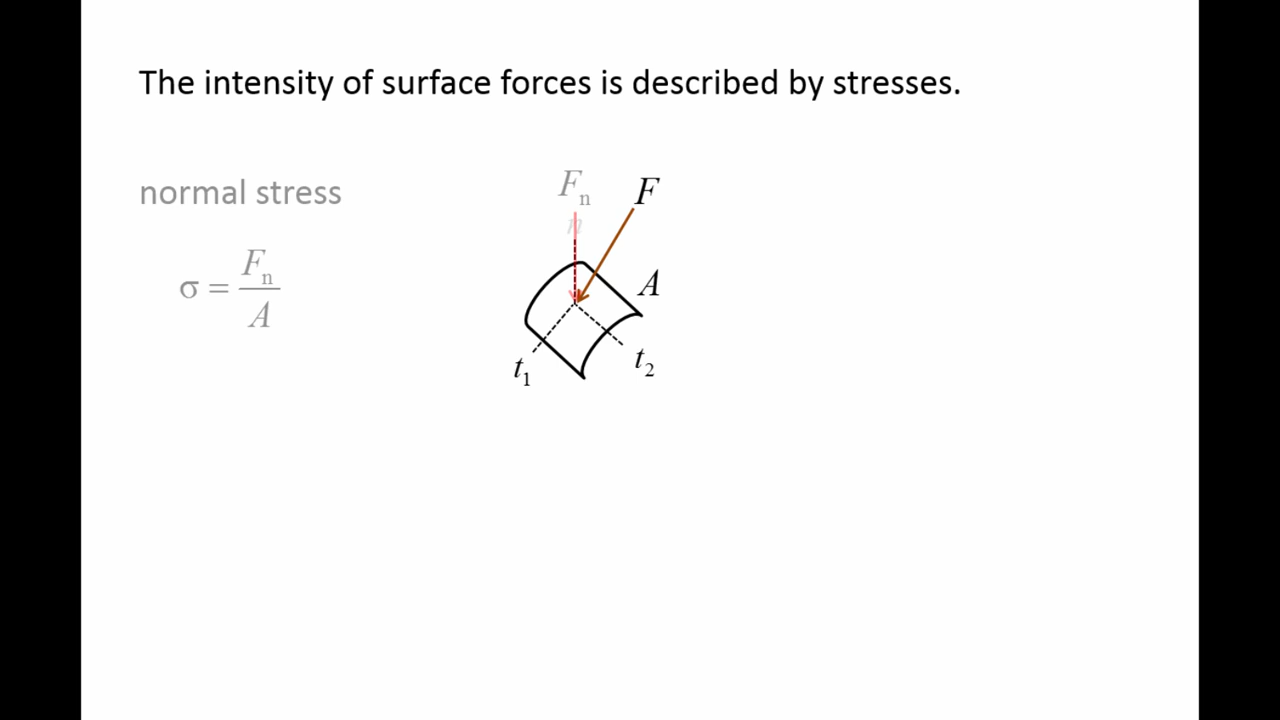 The intensity of surface forces is described by stresses.
normal stress
σ = Fₙ / A
Fₙ
F
n
A
t₁
t₂